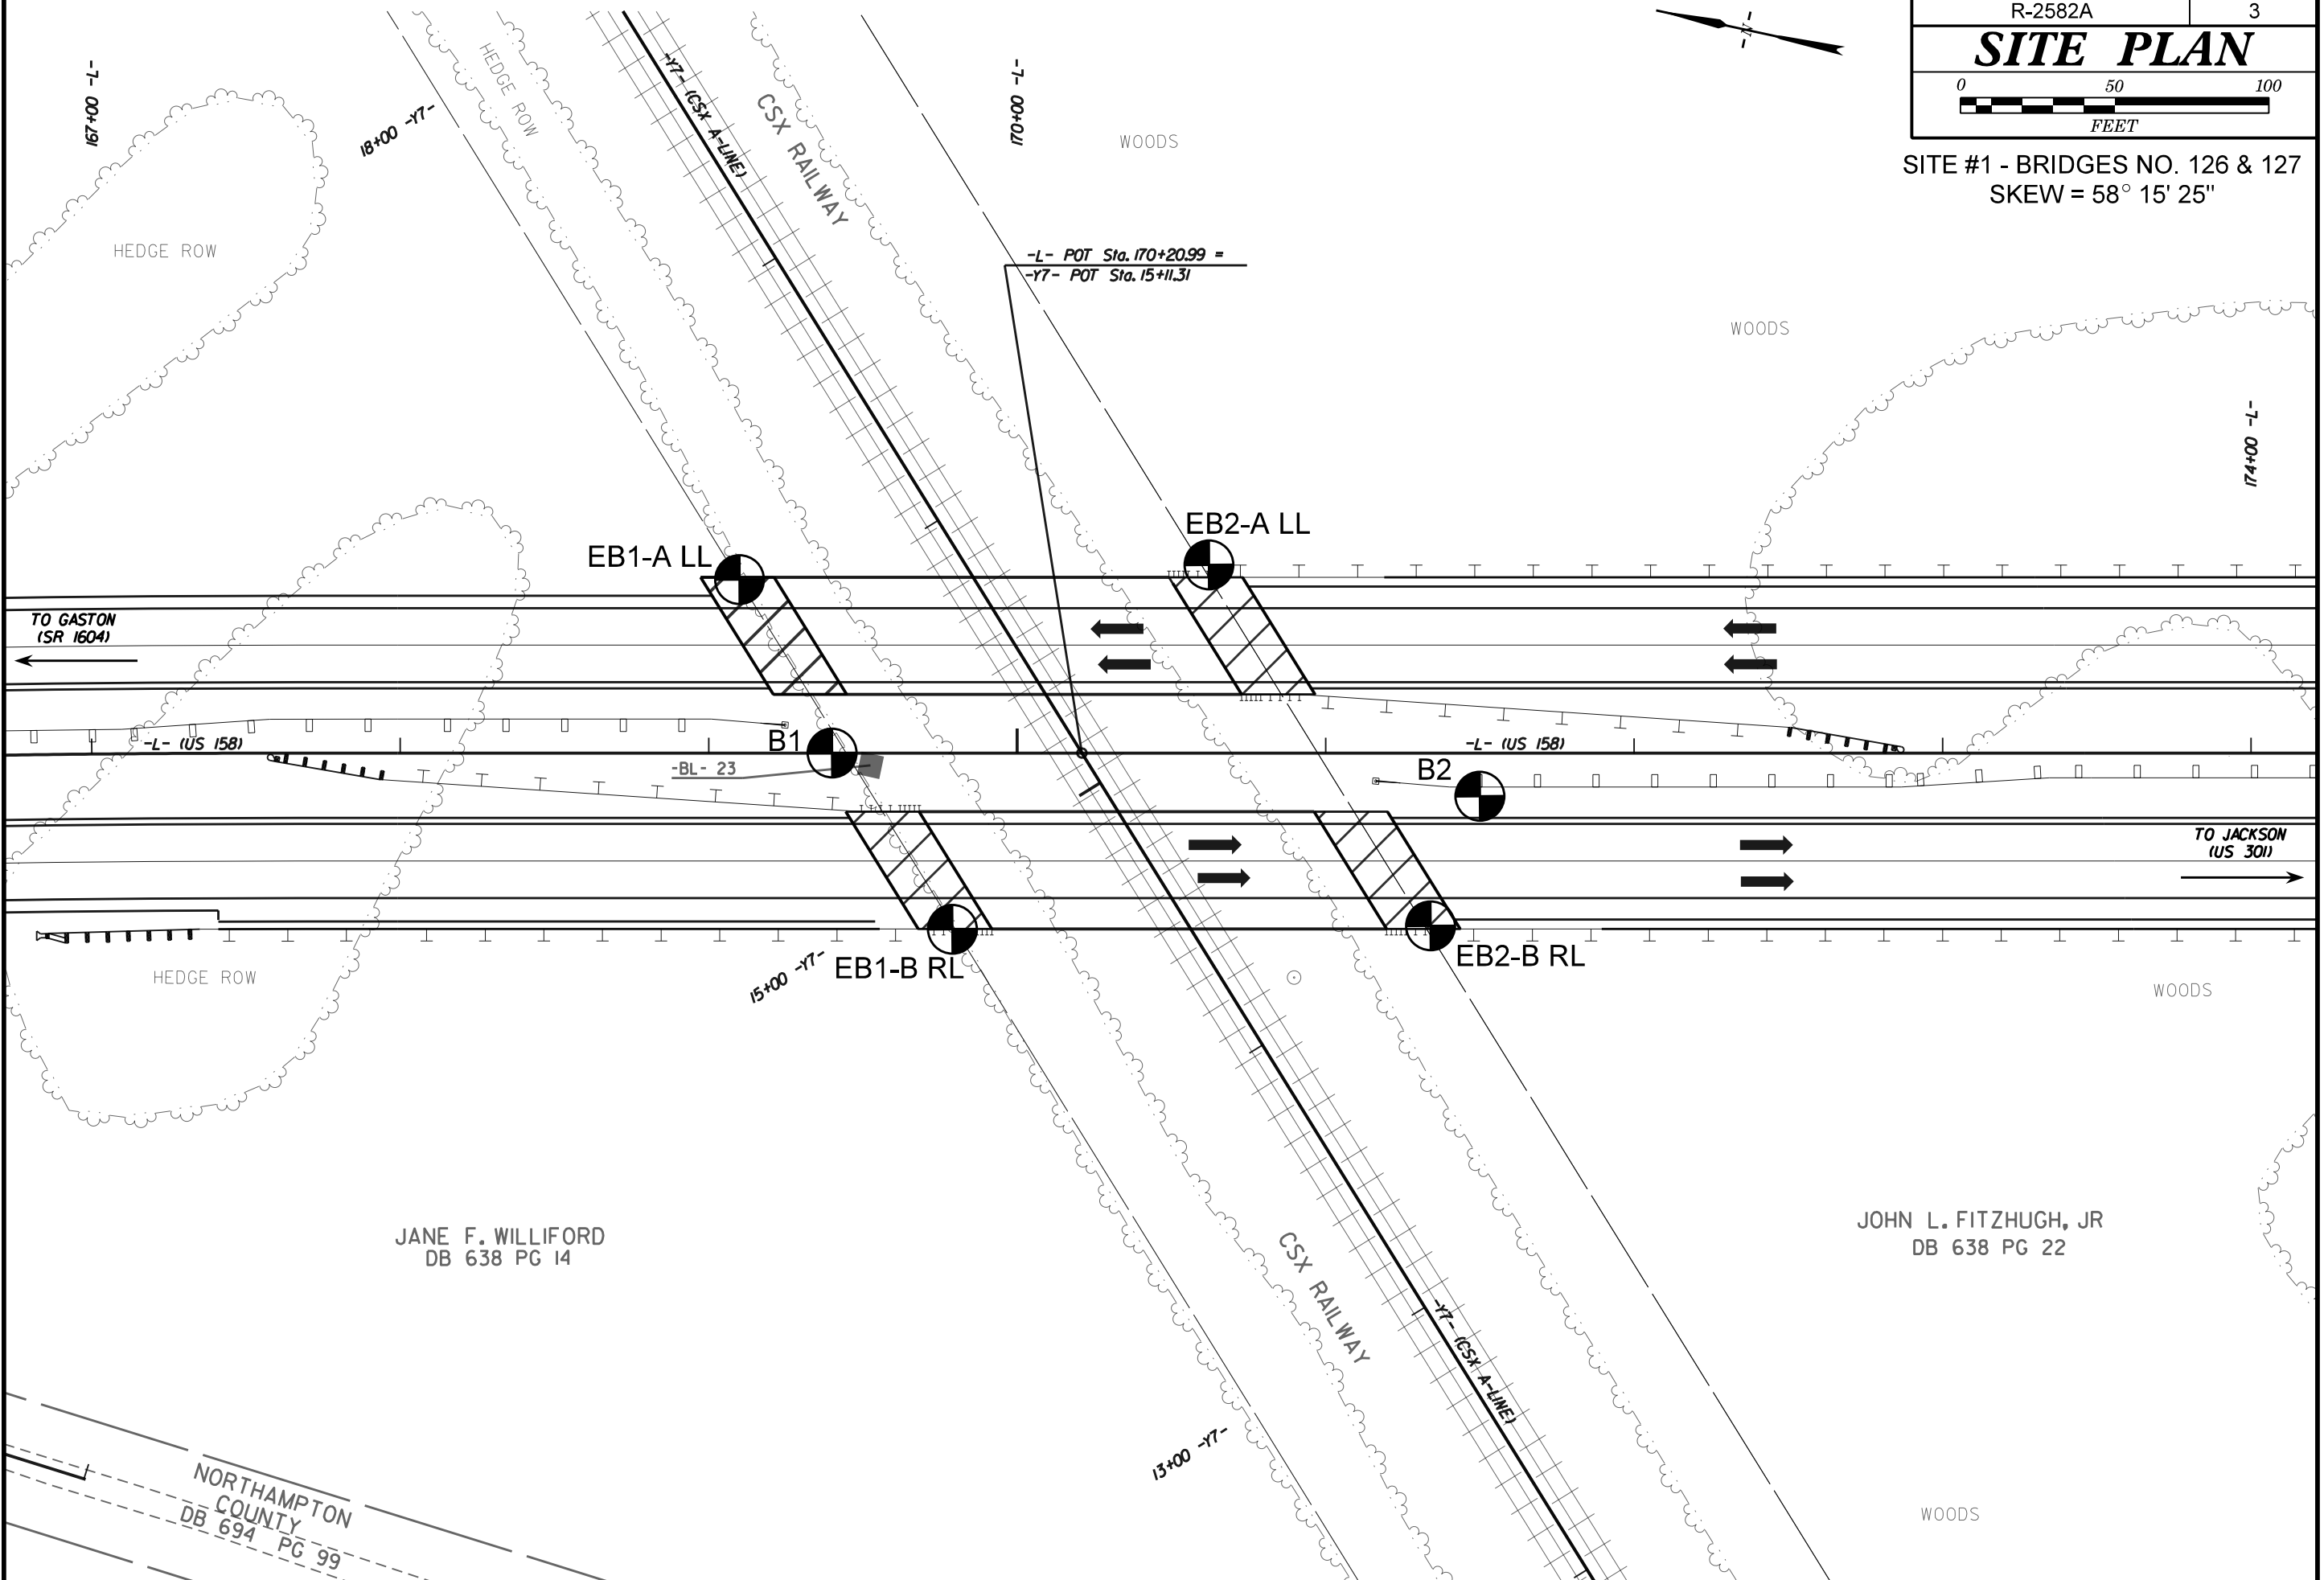 R-2582A 3
SITE PLAN
0 50 100
FEET
SITE #1 - BRIDGES NO. 126 & 127
SKEW = 58° 15' 25"
-N-
167+00 -L-
18+00 -Y7-
HEDGE ROW
-Y7- (CSX A-LINE)
CSX RAILWAY
170+00 -L-
WOODS
HEDGE ROW
-L- POT Sta. 170+20.99 =
-Y7- POT Sta. 15+11.31
WOODS
174+00 -L-
EB1-A LL
EB2-A LL
TO GASTON
(SR 1604)
-L- (US 158)
B1
-BL- 23
-L- (US 158)
B2
TO JACKSON
(US 301)
HEDGE ROW
15+00 -Y7-
EB1-B RL
EB2-B RL
WOODS
JANE F. WILLIFORD
DB 638 PG 14
CSX RAILWAY
-Y7- (CSX A-LINE)
JOHN L. FITZHUGH, JR
DB 638 PG 22
13+00 -Y7-
NORTHAMPTON
COUNTY
DB 694 PG 99
WOODS